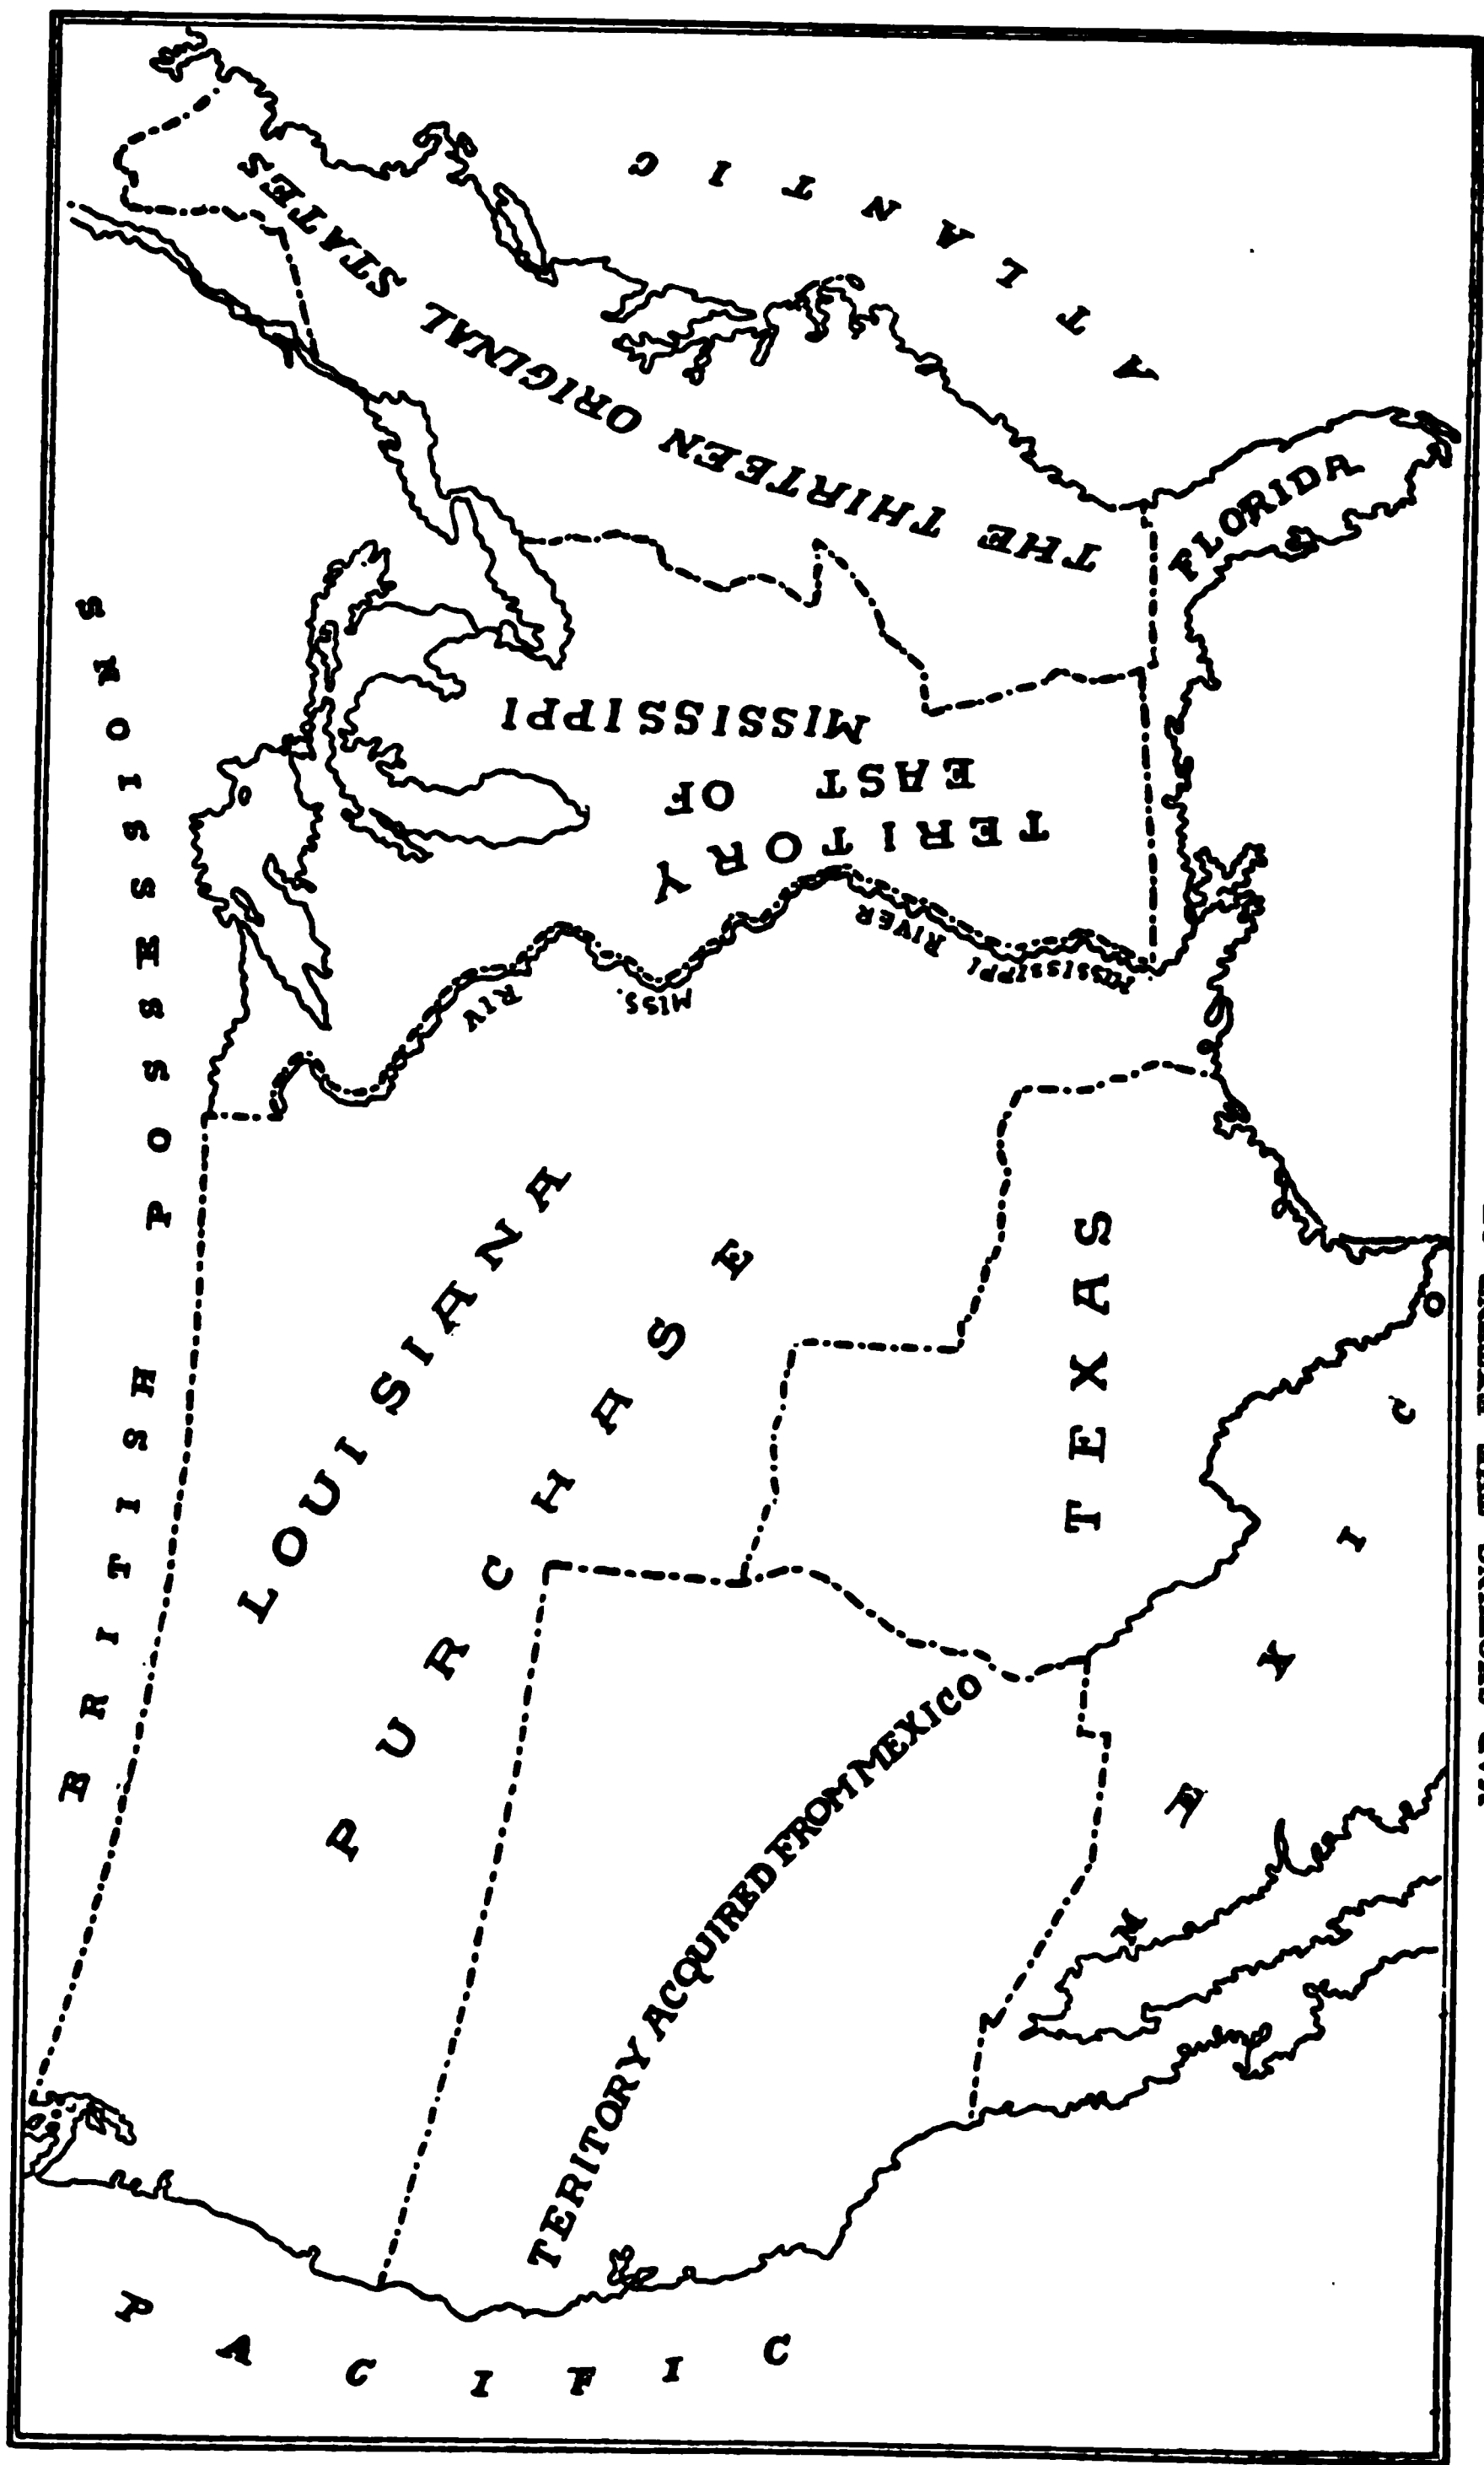 BRITISH POSSESSIONS
LOUISIANA
PURCHASE
TERITORY ACQUIRED FROM MEXICO
TEXAS
MEXICO
PACIFIC
ATLANTIC
THE THIRTEEN ORIGINAL STATES
TERITORY
EAST OF
MISSISSIPPI
MISSISSIPPI RIVER
MISS. RIV
FLORIDA